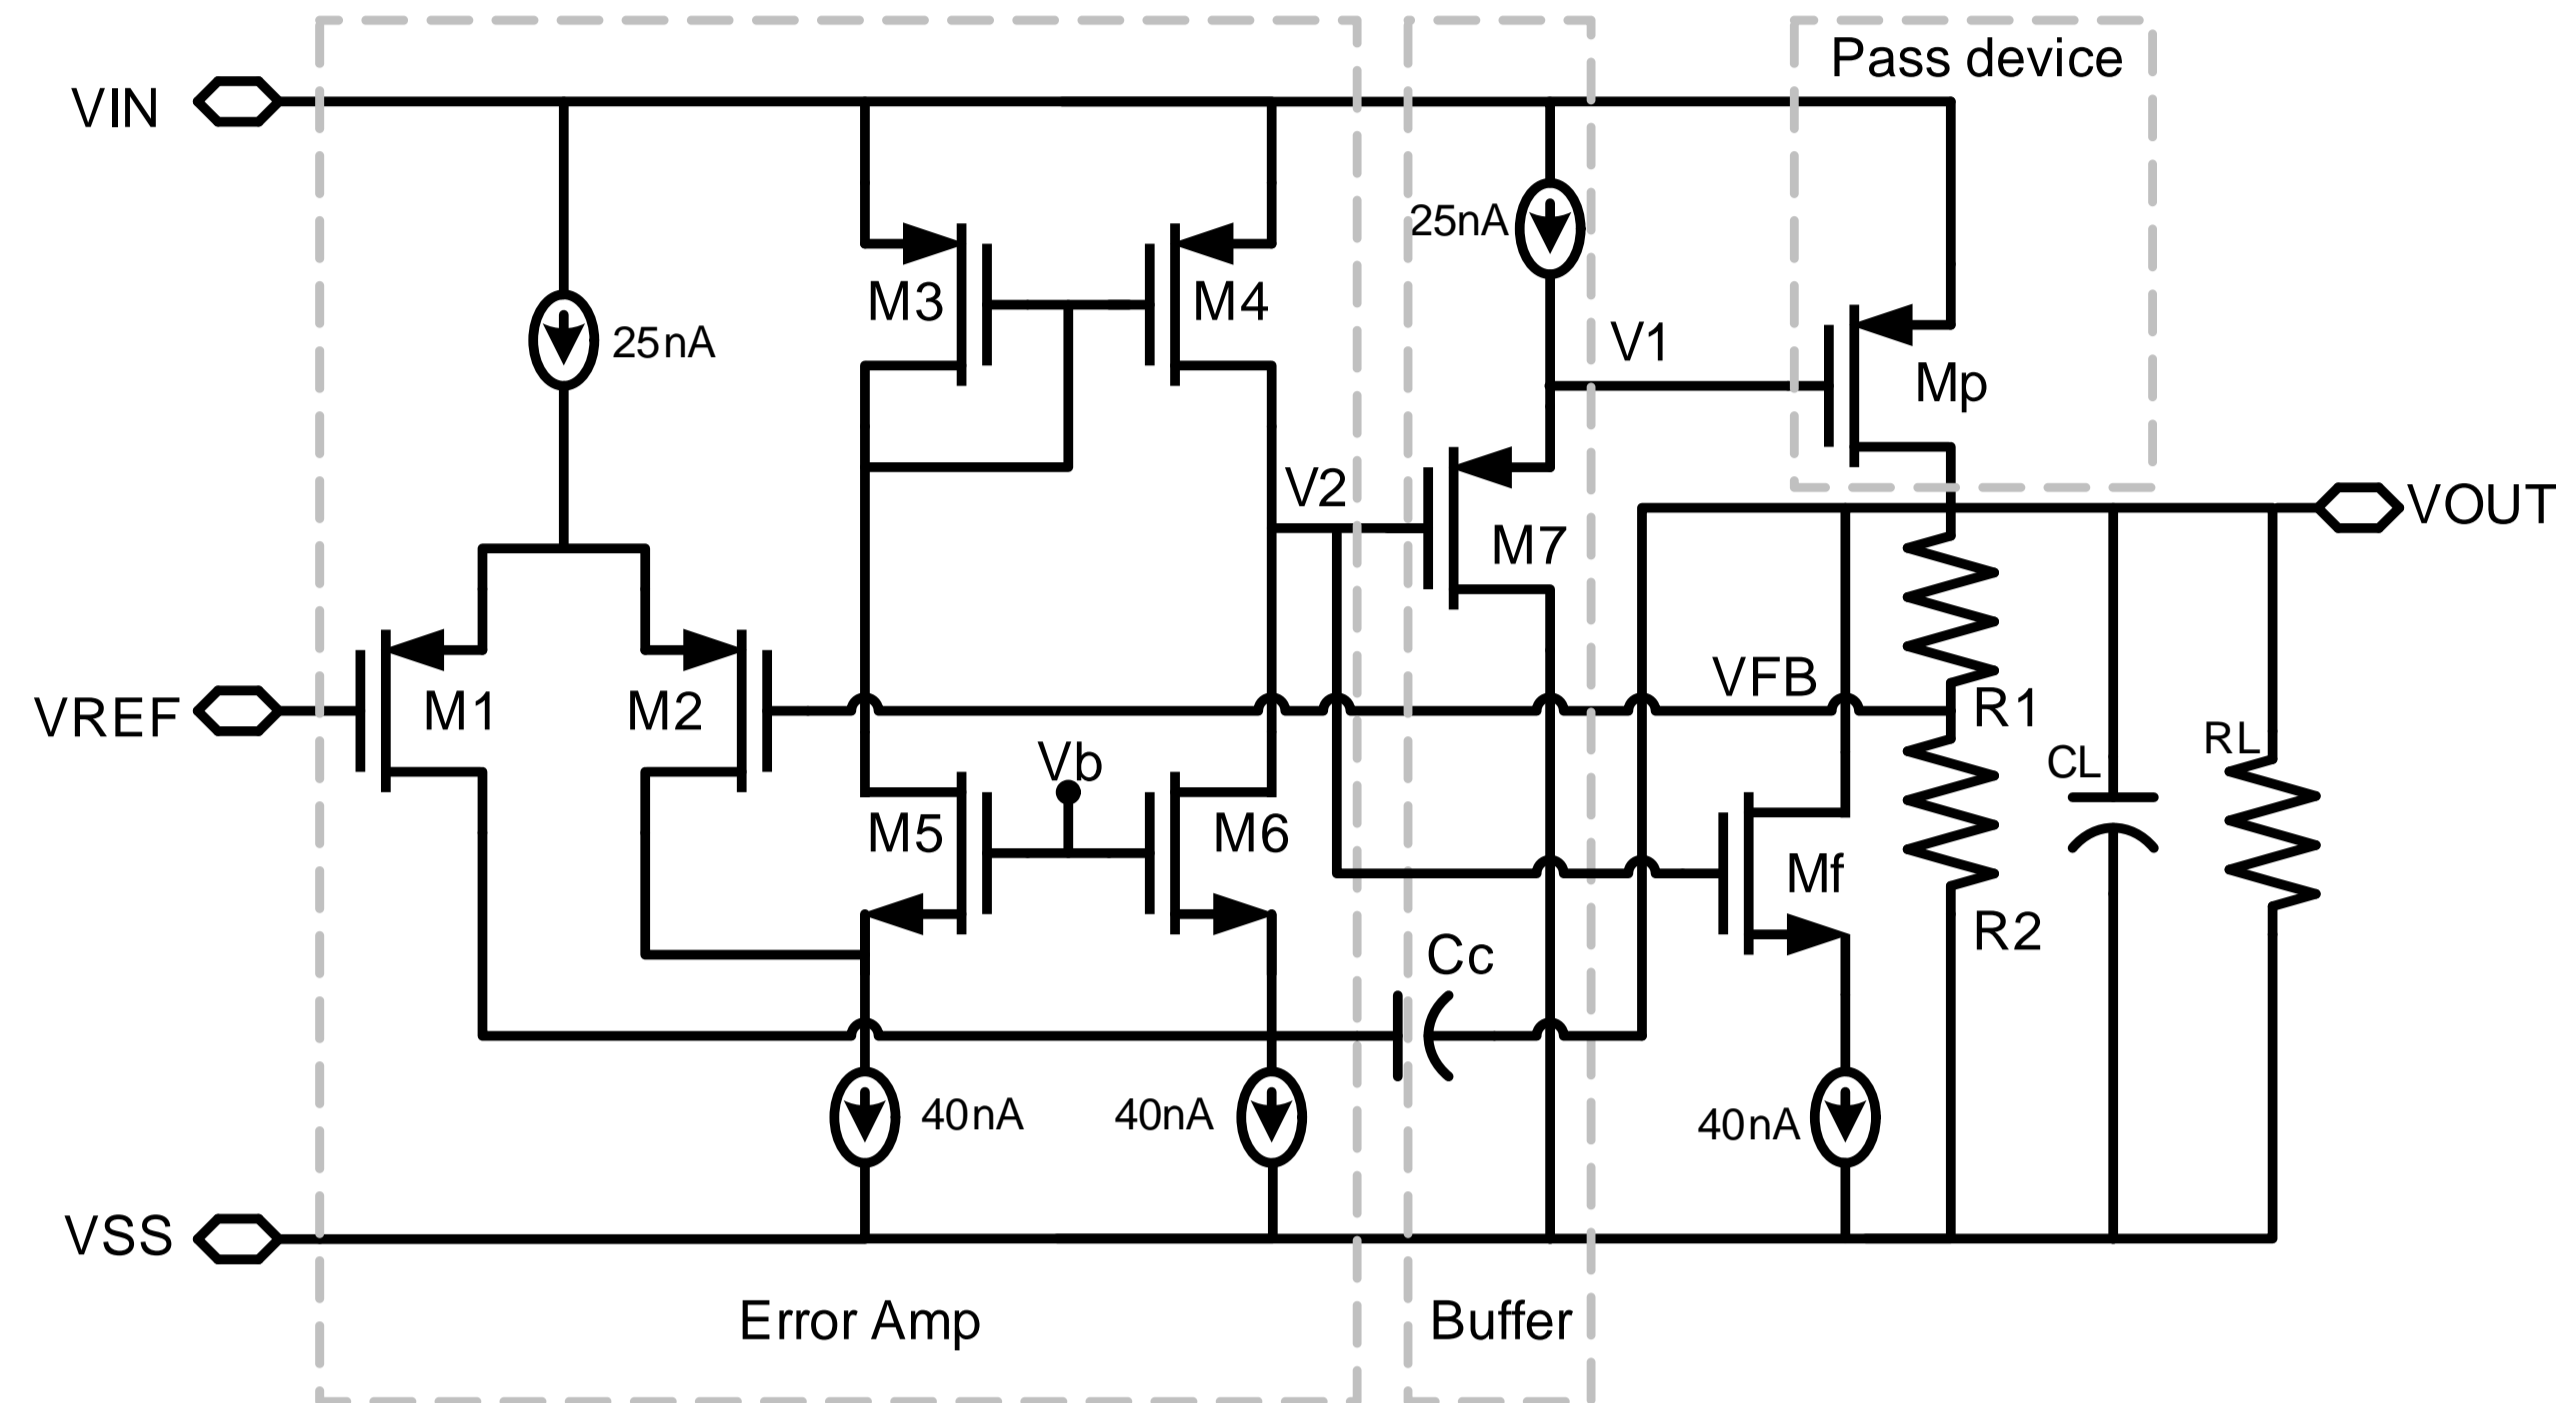 Pass device
VIN
25nA
M3
M4
25nA
V1
Mp
V2
VOUT
M7
VREF
M1
M2
VFB
R1
Vb
CL
RL
M5
M6
Mf
Cc
R2
40nA
40nA
40nA
VSS
Error Amp
Buffer